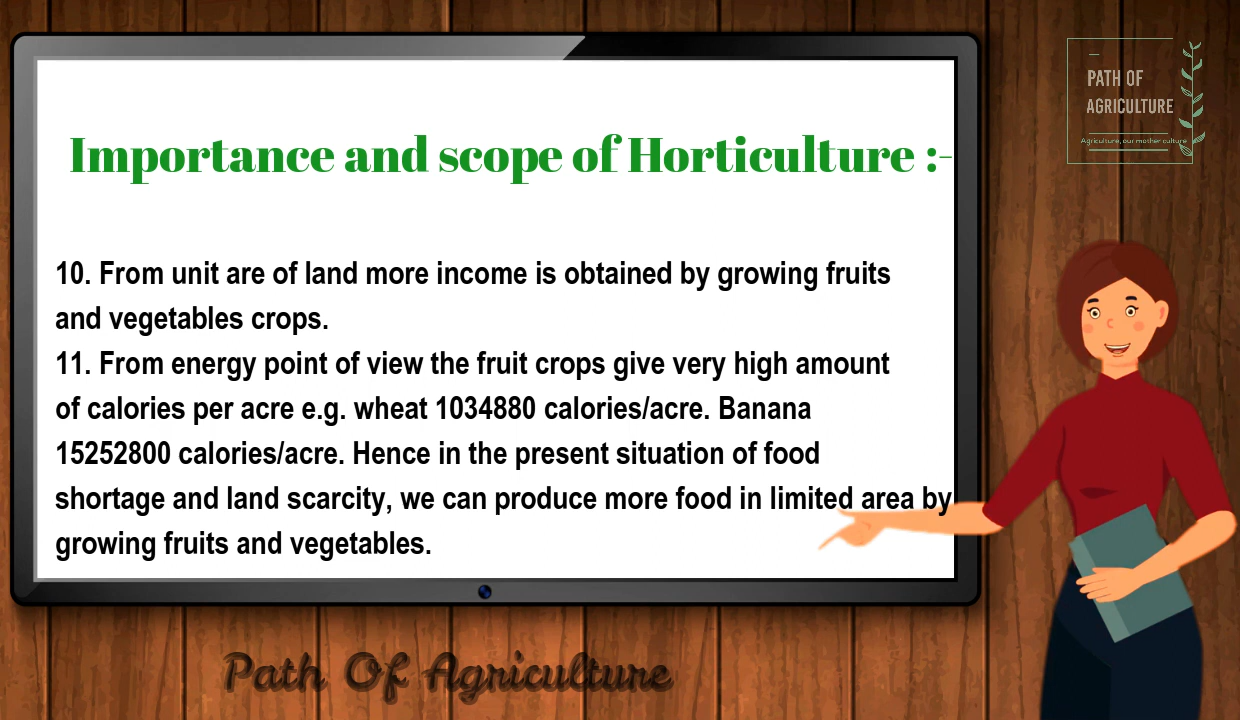 Importance and scope of Horticulture :-
10. From unit are of land more income is obtained by growing fruits
and vegetables crops.
11. From energy point of view the fruit crops give very high amount
of calories per acre e.g. wheat 1034880 calories/acre. Banana
15252800 calories/acre. Hence in the present situation of food
shortage and land scarcity, we can produce more food in limited area by
growing fruits and vegetables.
PATH OF
AGRICULTURE
Agriculture, our mother culture
Path Of Agriculture